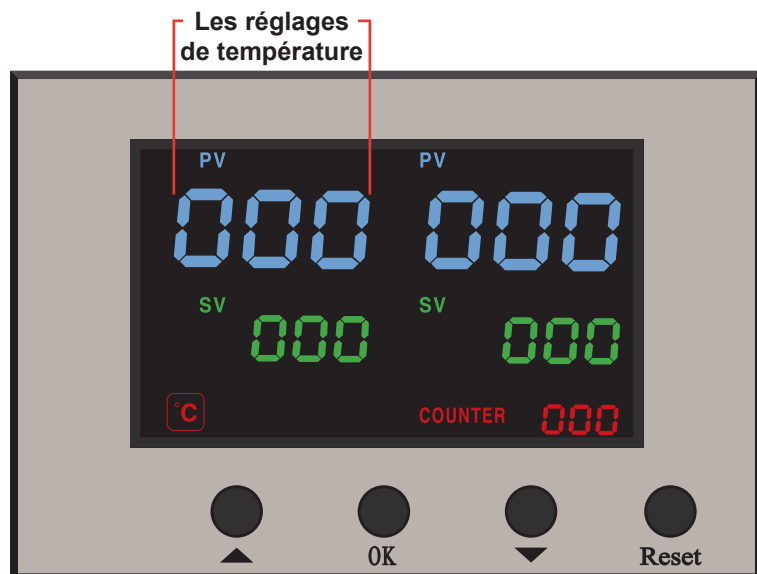 Les réglages
de température
PV PV
000 000
SV SV
000 000
°C COUNTER 000
▲ OK ▼ Reset